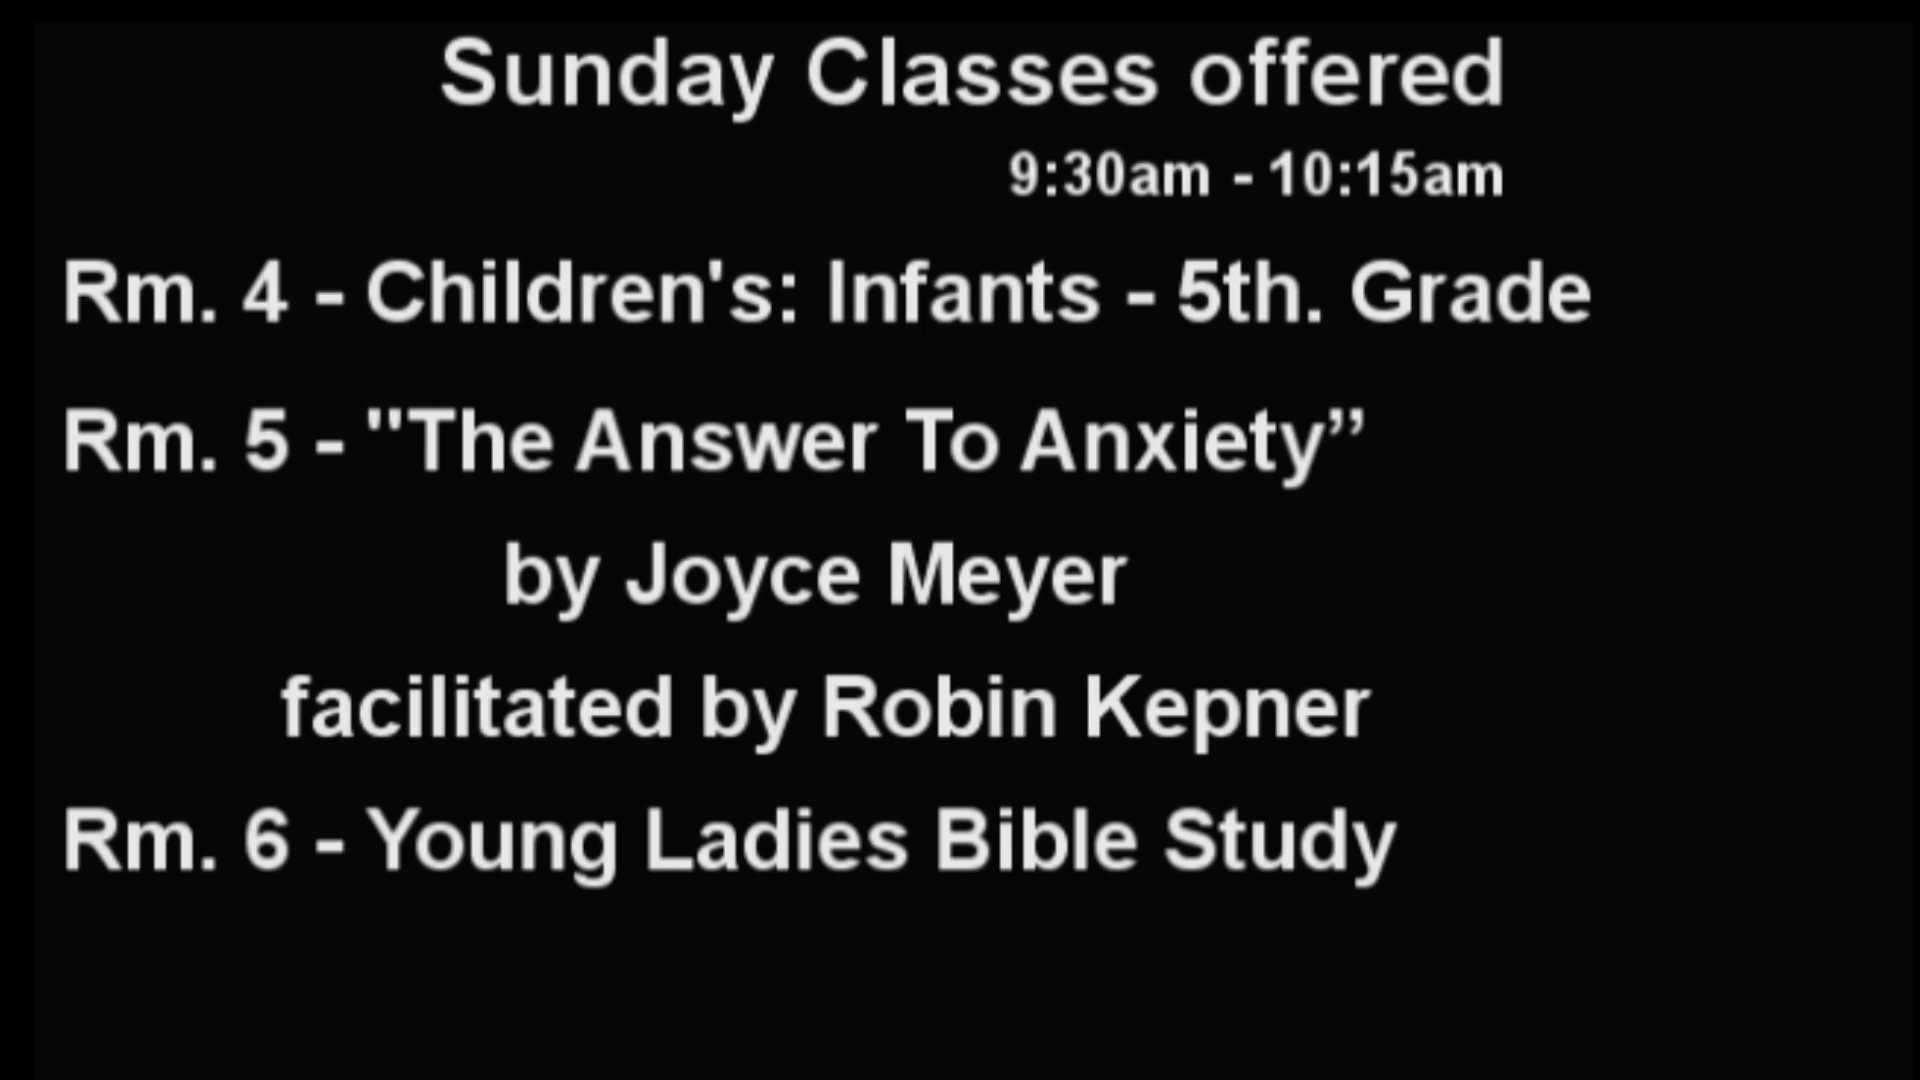 Sunday Classes offered
9:30am - 10:15am
Rm. 4 - Children's: Infants - 5th. Grade
Rm. 5 - "The Answer To Anxiety”
by Joyce Meyer
facilitated by Robin Kepner
Rm. 6 - Young Ladies Bible Study